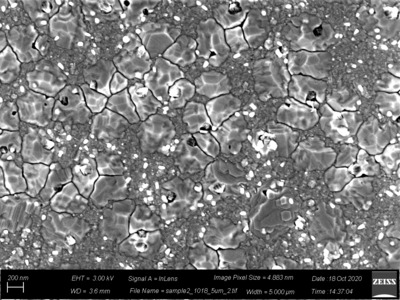 200 nm
EHT = 3.00 kV
WD = 3.6 mm
Signal A = InLens
File Name = sample2_1018_5um_2.tif
Image Pixel Size = 4.883 nm
Width = 5.000 µm
Date :18 Oct 2020
Time :14:37:04
ZEISS